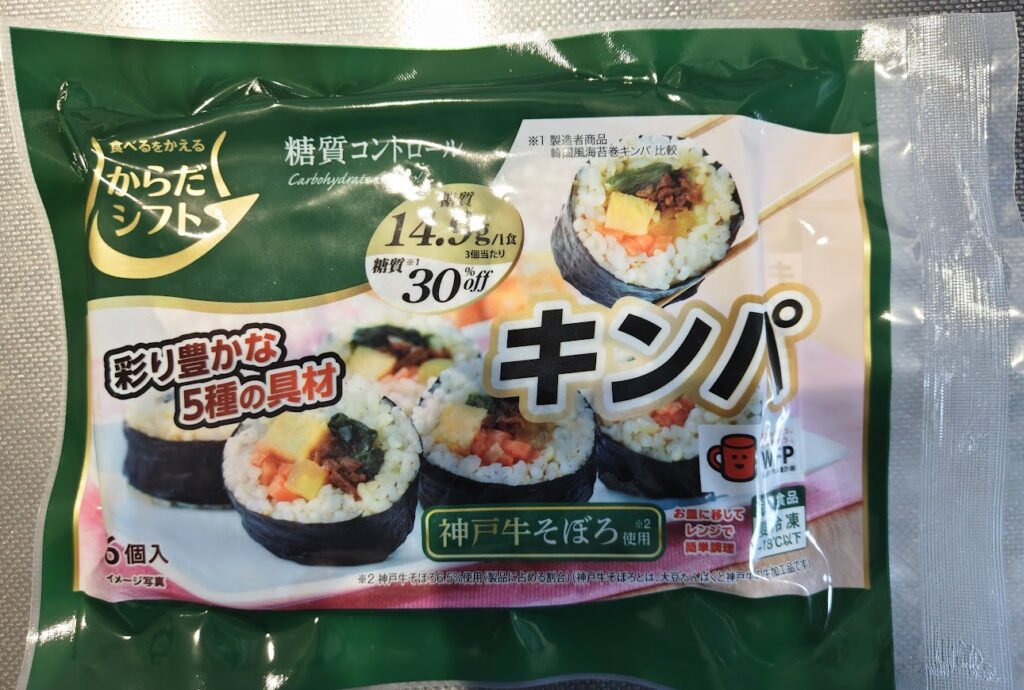 食べるをかえる
からだ
シフト
糖質コントロール
Carbohydrate
※1 製造者商品
韓国風海苔巻キンパ 比較
糖質
14.9g/1食
3個当たり
糖質※1
30%off
キンパ
彩り豊かな
5種の具材
WFP
神戸牛そぼろ※2使用
お皿に移して
レンジで
簡単調理
食品
冷凍
-18℃以下
6個入
イメージ写真
※2 神戸牛そぼろ6.5%使用(製品に占める割合)(神戸牛そぼろとは、大豆たんぱくと神戸牛の加工品です)